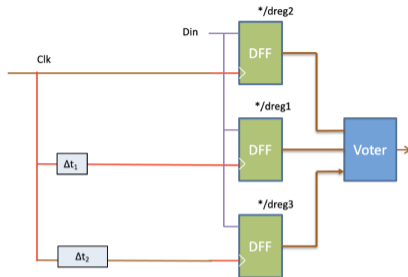 */dreg2
Din
DFF
Clk
*/dreg1
DFF
Voter
Δt₁
*/dreg3
DFF
Δt₂